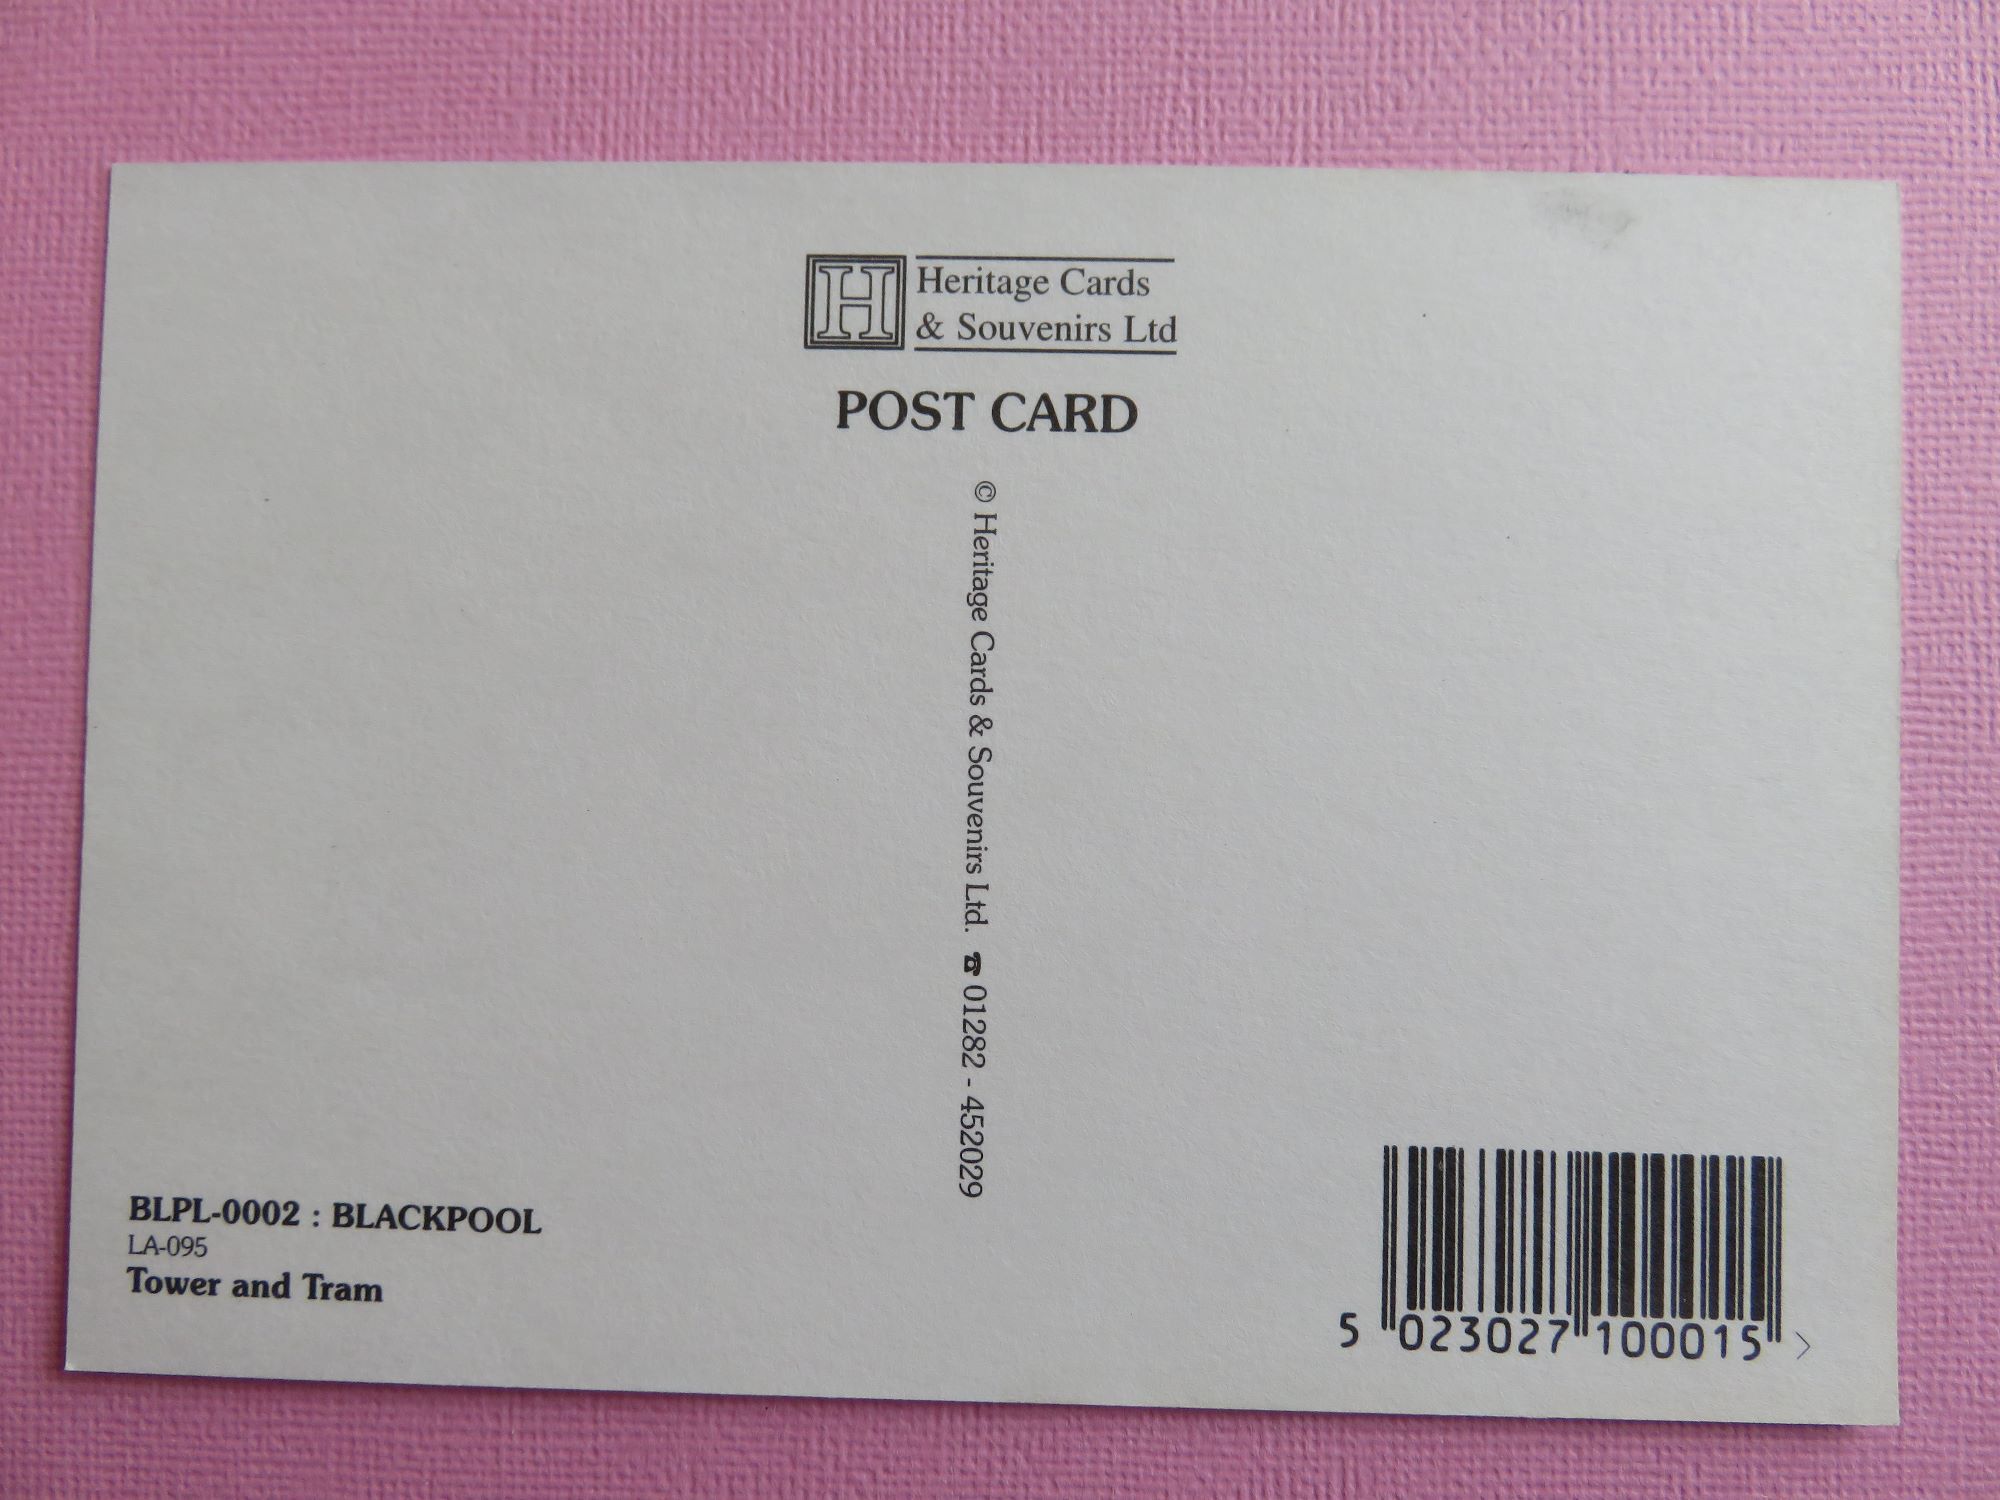 H
Heritage Cards
& Souvenirs Ltd
POST CARD
© Heritage Cards & Souvenirs Ltd. ☎ 01282 - 452029
BLPL-0002 : BLACKPOOL
LA-095
Tower and Tram
5 023027 100015 >